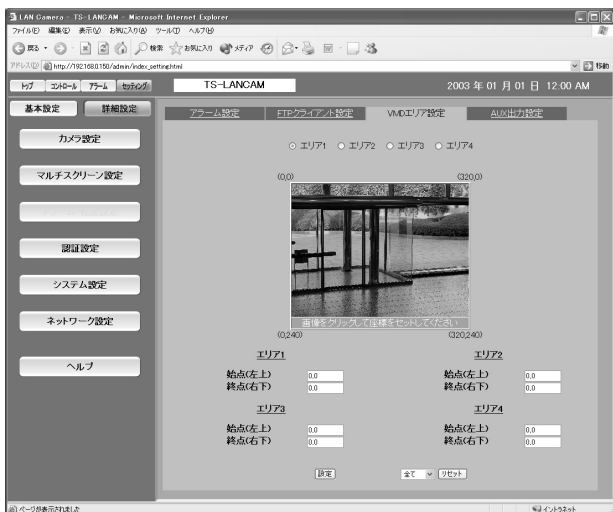 LAN Camera - TS-LANCAM - Microsoft Internet Explorer
ファイル(F) 編集(E) 表示(V) お気に入り(A) ツール(T) ヘルプ(H)
戻る 検索 お気に入り メディア
アドレス(D) http://192.168.0.150/admin/index_setting.html 移動
トップ コントロール アラーム セッティング TS-LANCAM 2003 年 01 月 01 日 12:00 AM
基本設定 詳細設定
アラーム設定 FTPクライアント設定 VMDエリア設定 AUX出力設定
カメラ設定
マルチスクリーン設定
認証設定
システム設定
ネットワーク設定
ヘルプ
エリア1 エリア2 エリア3 エリア4
(0,0) (320,0)
画像をクリックして座標をセットしてください
(0,240) (320,240)
エリア1 エリア2
始点(左上) 0,0 始点(左上) 0,0
終点(右下) 0,0 終点(右下) 0,0
エリア3 エリア4
始点(左上) 0,0 始点(左上) 0,0
終点(右下) 0,0 終点(右下) 0,0
設定 全て リセット
ページが表示されました イントラネット